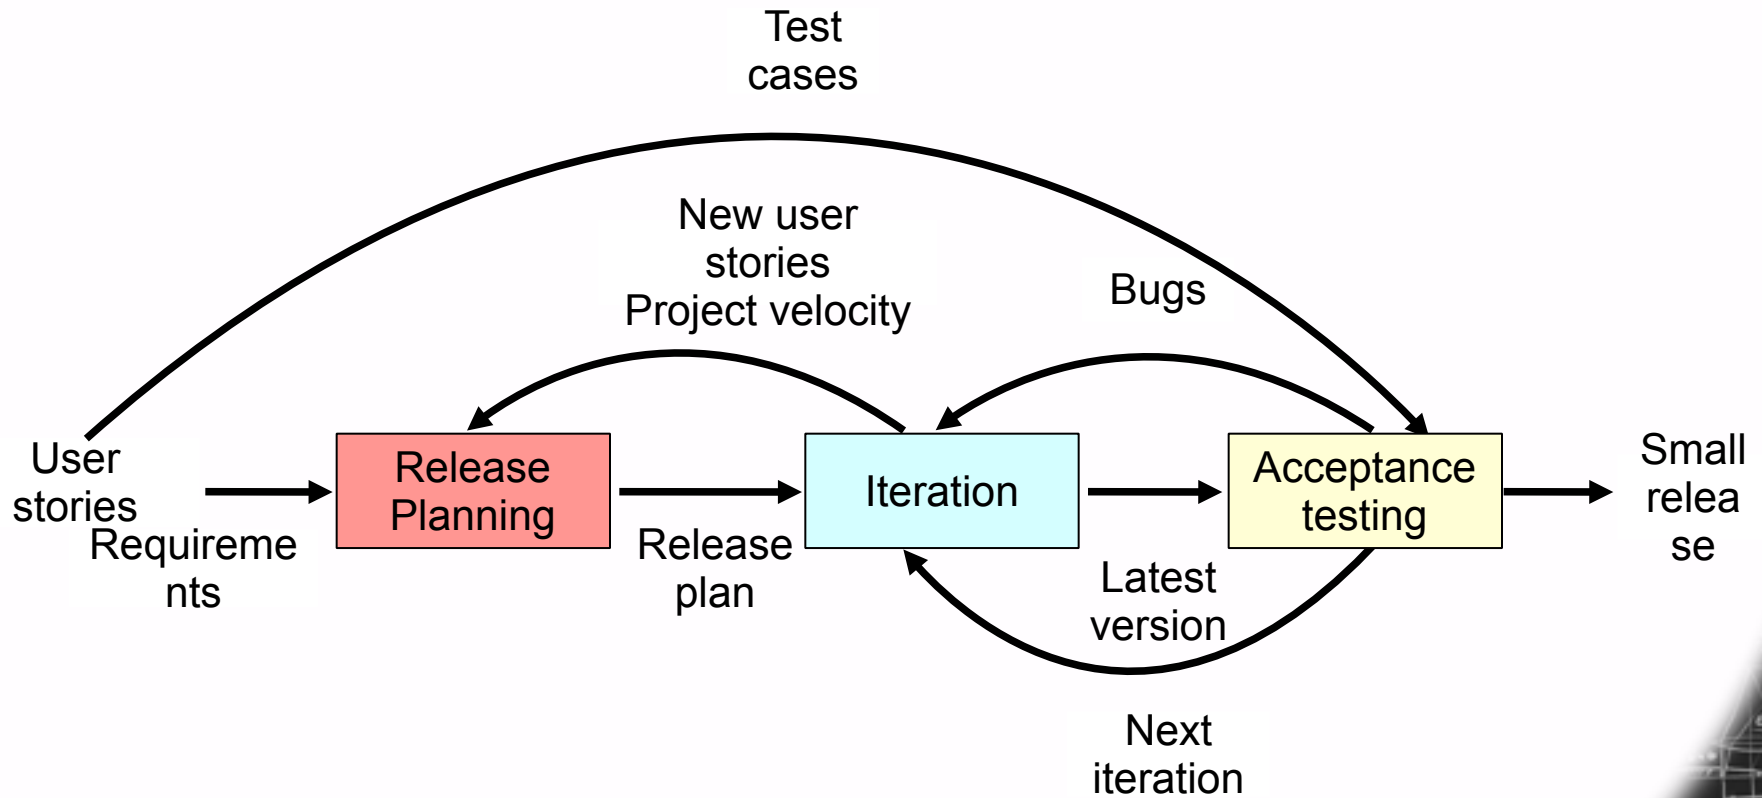 Test
cases
New user
stories
Project velocity
Bugs
User
stories
Requireme
nts
Release
Planning
Release
plan
Iteration
Latest
version
Acceptance
testing
Small
relea
se
Next
iteration